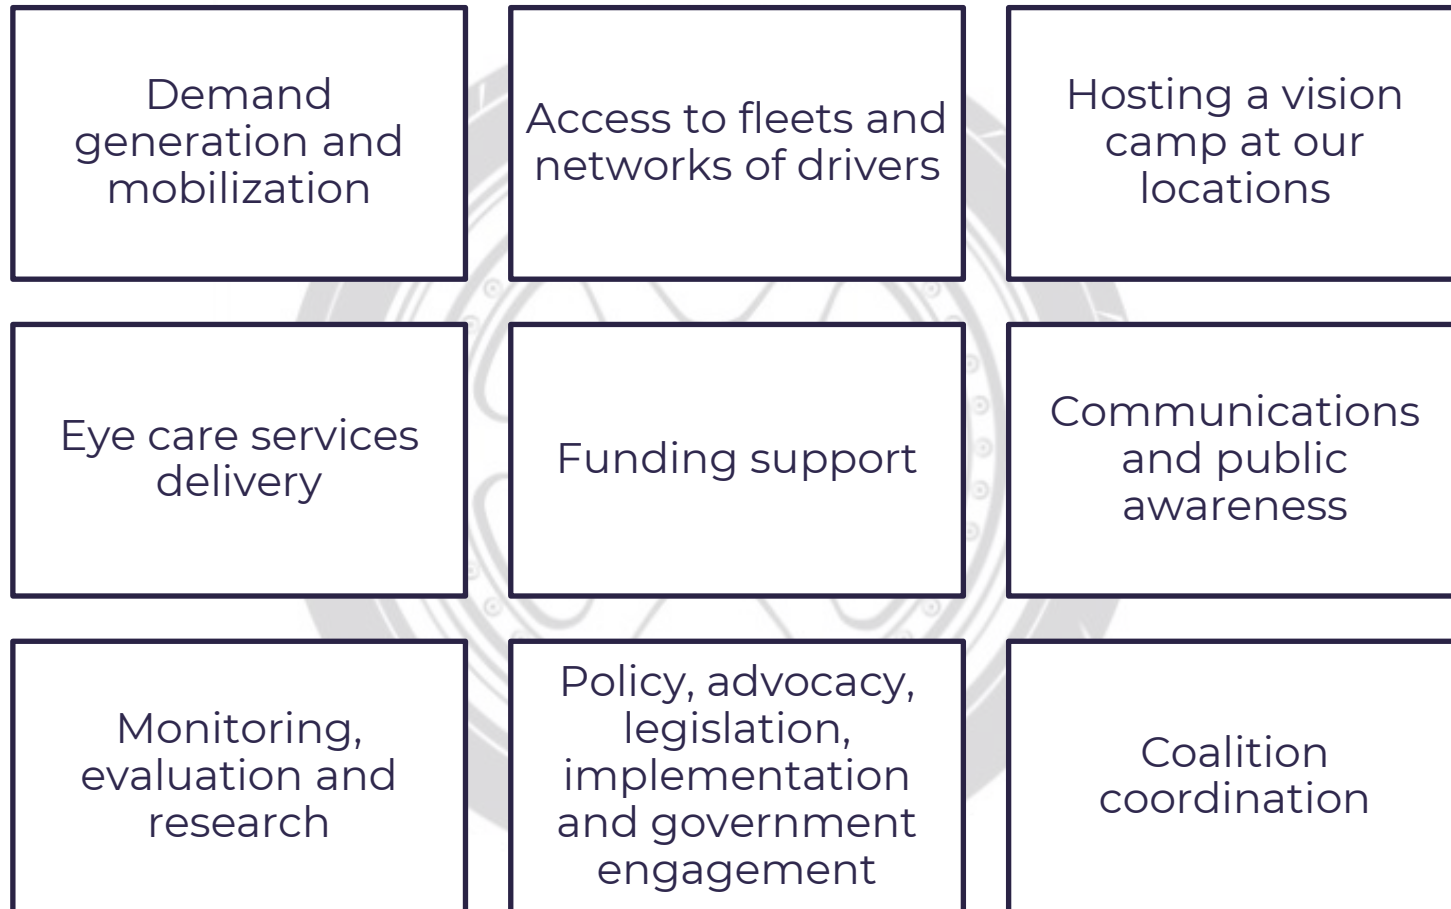 Demand
generation and
mobilization
Access to fleets and
networks of drivers
Hosting a vision
camp at our
locations
Eye care services
delivery
Funding support
Communications
and public
awareness
Monitoring,
evaluation and
research
Policy, advocacy,
legislation,
implementation
and government
engagement
Coalition
coordination